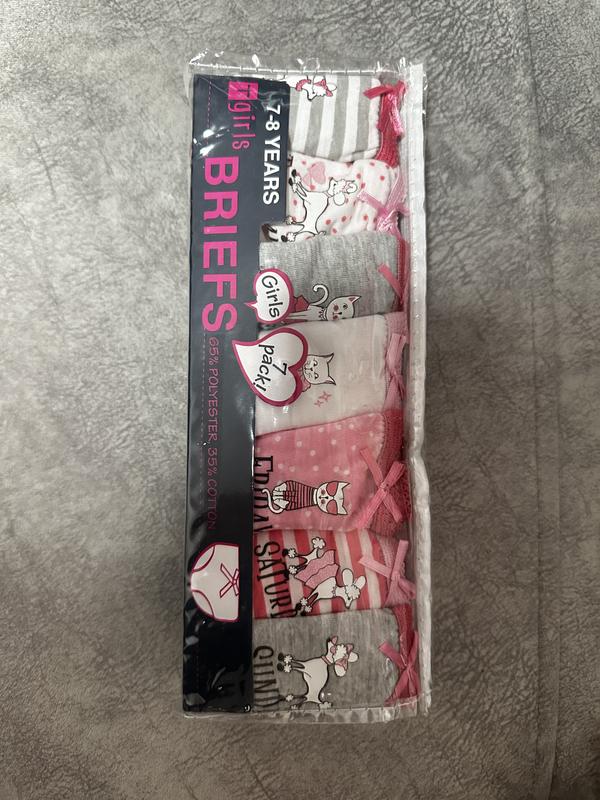 girls
7-8 YEARS
BRIEFS
65% POLYESTER, 35% COTTON
Girls
7
pack!